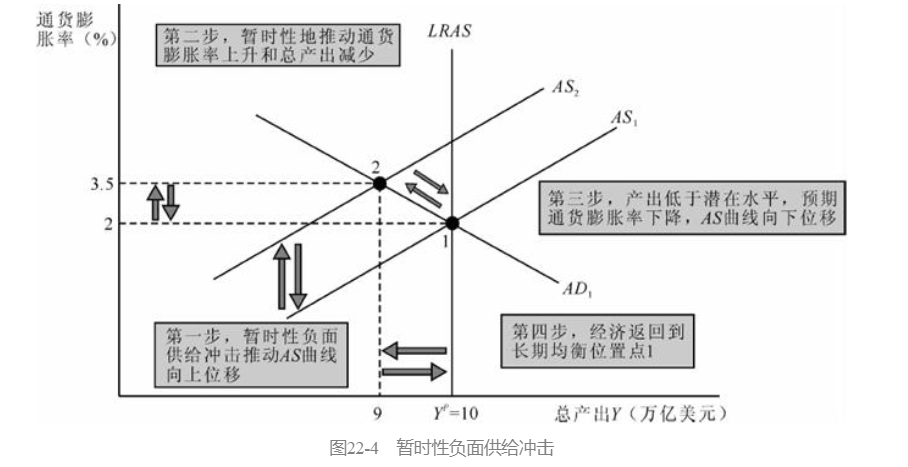 通货膨
胀率（%）
第二步，暂时性地推动通货
膨胀率上升和总产出减少
LRAS
AS₂
AS₁
2
3.5
第三步，产出低于潜在水平，预期
通货膨胀率下降，AS曲线向下位移
2
1
AD₁
第一步，暂时性负面
供给冲击推动AS曲线
向上位移
第四步，经济返回到
长期均衡位置点1
9
Yᵖ=10
总产出Y（万亿美元）
图22-4 暂时性负面供给冲击